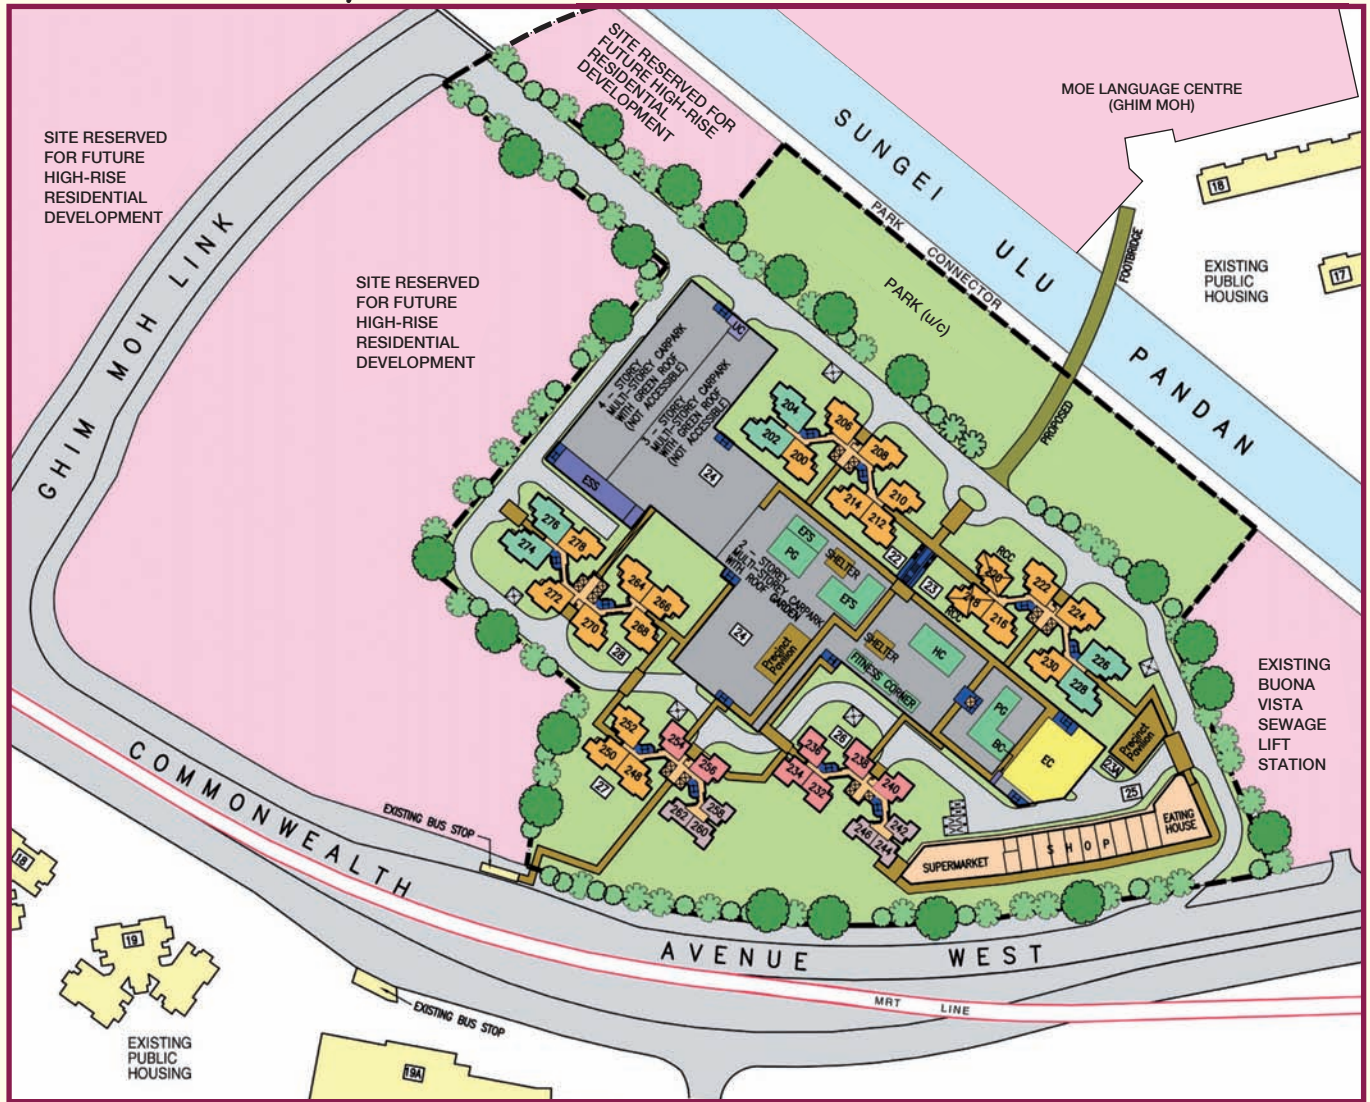 SITE RESERVED FOR
FUTURE HIGH-RISE
RESIDENTIAL
DEVELOPMENT
MOE LANGUAGE CENTRE
(GHIM MOH)
SUNGEI ULU PANDAN
SITE RESERVED
FOR FUTURE
HIGH-RISE
RESIDENTIAL
DEVELOPMENT
18
PARK CONNECTOR
FOOTBRIDGE
PROPOSED
EXISTING
PUBLIC
HOUSING
17
GHIM MOH LINK
SITE RESERVED
FOR FUTURE
HIGH-RISE
RESIDENTIAL
DEVELOPMENT
PARK (u/c)
UC
4 - STOREY
MULTI-STOREY CARPARK
WITH GREEN ROOF
(NOT ACCESSIBLE)
3 - STOREY
MULTI-STOREY CARPARK
WITH GREEN ROOF
(NOT ACCESSIBLE)
24
ESS
204
202
200
206
208
210
214
212
22
23
276
274
278
272
270
264
266
268
28
EFS
PG
SHELTER
EFS
2 - STOREY
MULTI-STOREY CARPARK
WITH ROOF GARDEN
24
Precinct
Pavilion
RCC
220
218
RCC
216
222
224
226
230
228
SHELTER
HC
FITNESS CORNER
PG
BC
EC
Precinct
Pavilion
23A
25
EXISTING
BUONA
VISTA
SEWAGE
LIFT
STATION
252
250
248
254
256
258
262
260
27
236
234
232
26
238
240
242
246
244
SUPERMARKET
SHOP
EATING
HOUSE
EXISTING BUS STOP
COMMONWEALTH AVENUE WEST
MRT LINE
18
19
EXISTING BUS STOP
EXISTING
PUBLIC
HOUSING
19A